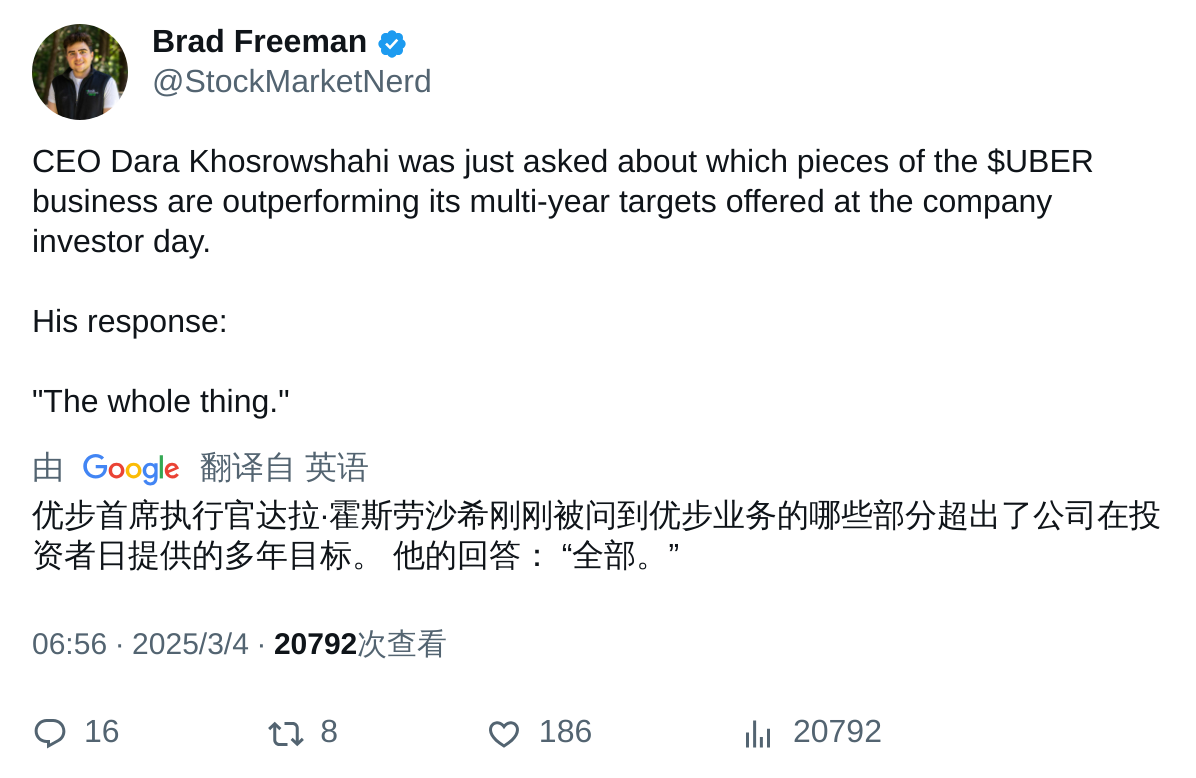 Brad Freeman
@StockMarketNerd
CEO Dara Khosrowshahi was just asked about which pieces of the $UBER
business are outperforming its multi-year targets offered at the company
investor day.
His response:
"The whole thing."
由 Google 翻译自 英语
优步首席执行官达拉·霍斯劳沙希刚刚被问到优步业务的哪些部分超出了公司在投
资者日提供的多年目标。 他的回答： “全部。”
06:56 · 2025/3/4 · 20792次查看
16 8 186 20792